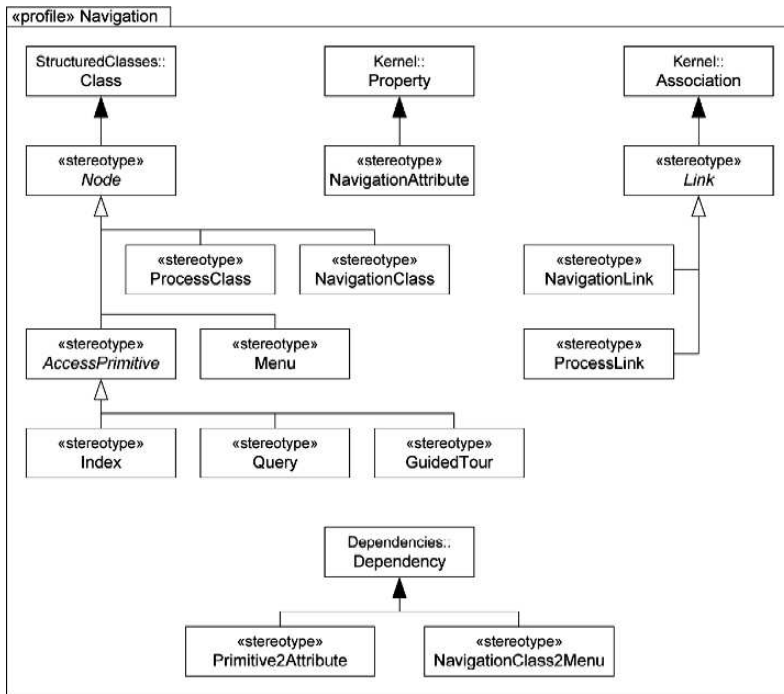 «profile» Navigation
StructuredClasses::
Class
Kernel::
Property
Kernel::
Association
«stereotype»
Node
«stereotype»
NavigationAttribute
«stereotype»
Link
«stereotype»
ProcessClass
«stereotype»
NavigationClass
«stereotype»
NavigationLink
«stereotype»
AccessPrimitive
«stereotype»
Menu
«stereotype»
ProcessLink
«stereotype»
Index
«stereotype»
Query
«stereotype»
GuidedTour
Dependencies::
Dependency
«stereotype»
Primitive2Attribute
«stereotype»
NavigationClass2Menu